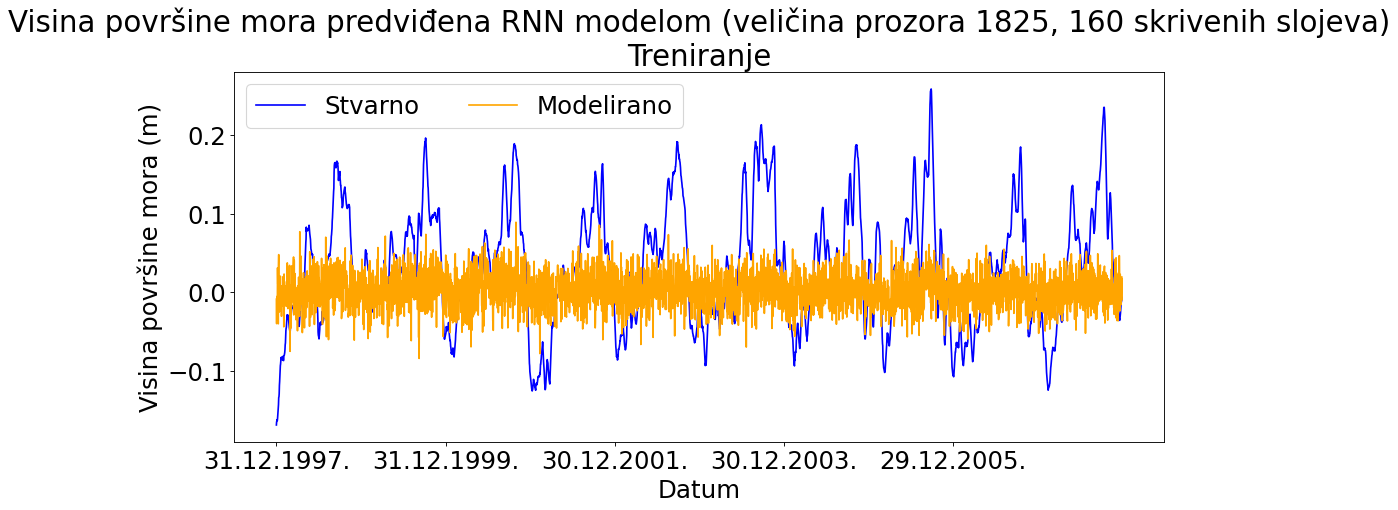 Visina površine mora predviđena RNN modelom (veličina prozora 1825, 160 skrivenih slojeva)
Treniranje
Stvarno
Modelirano
Visina površine mora (m)
0.2
0.1
0.0
−0.1
31.12.1997.
31.12.1999.
30.12.2001.
30.12.2003.
29.12.2005.
Datum